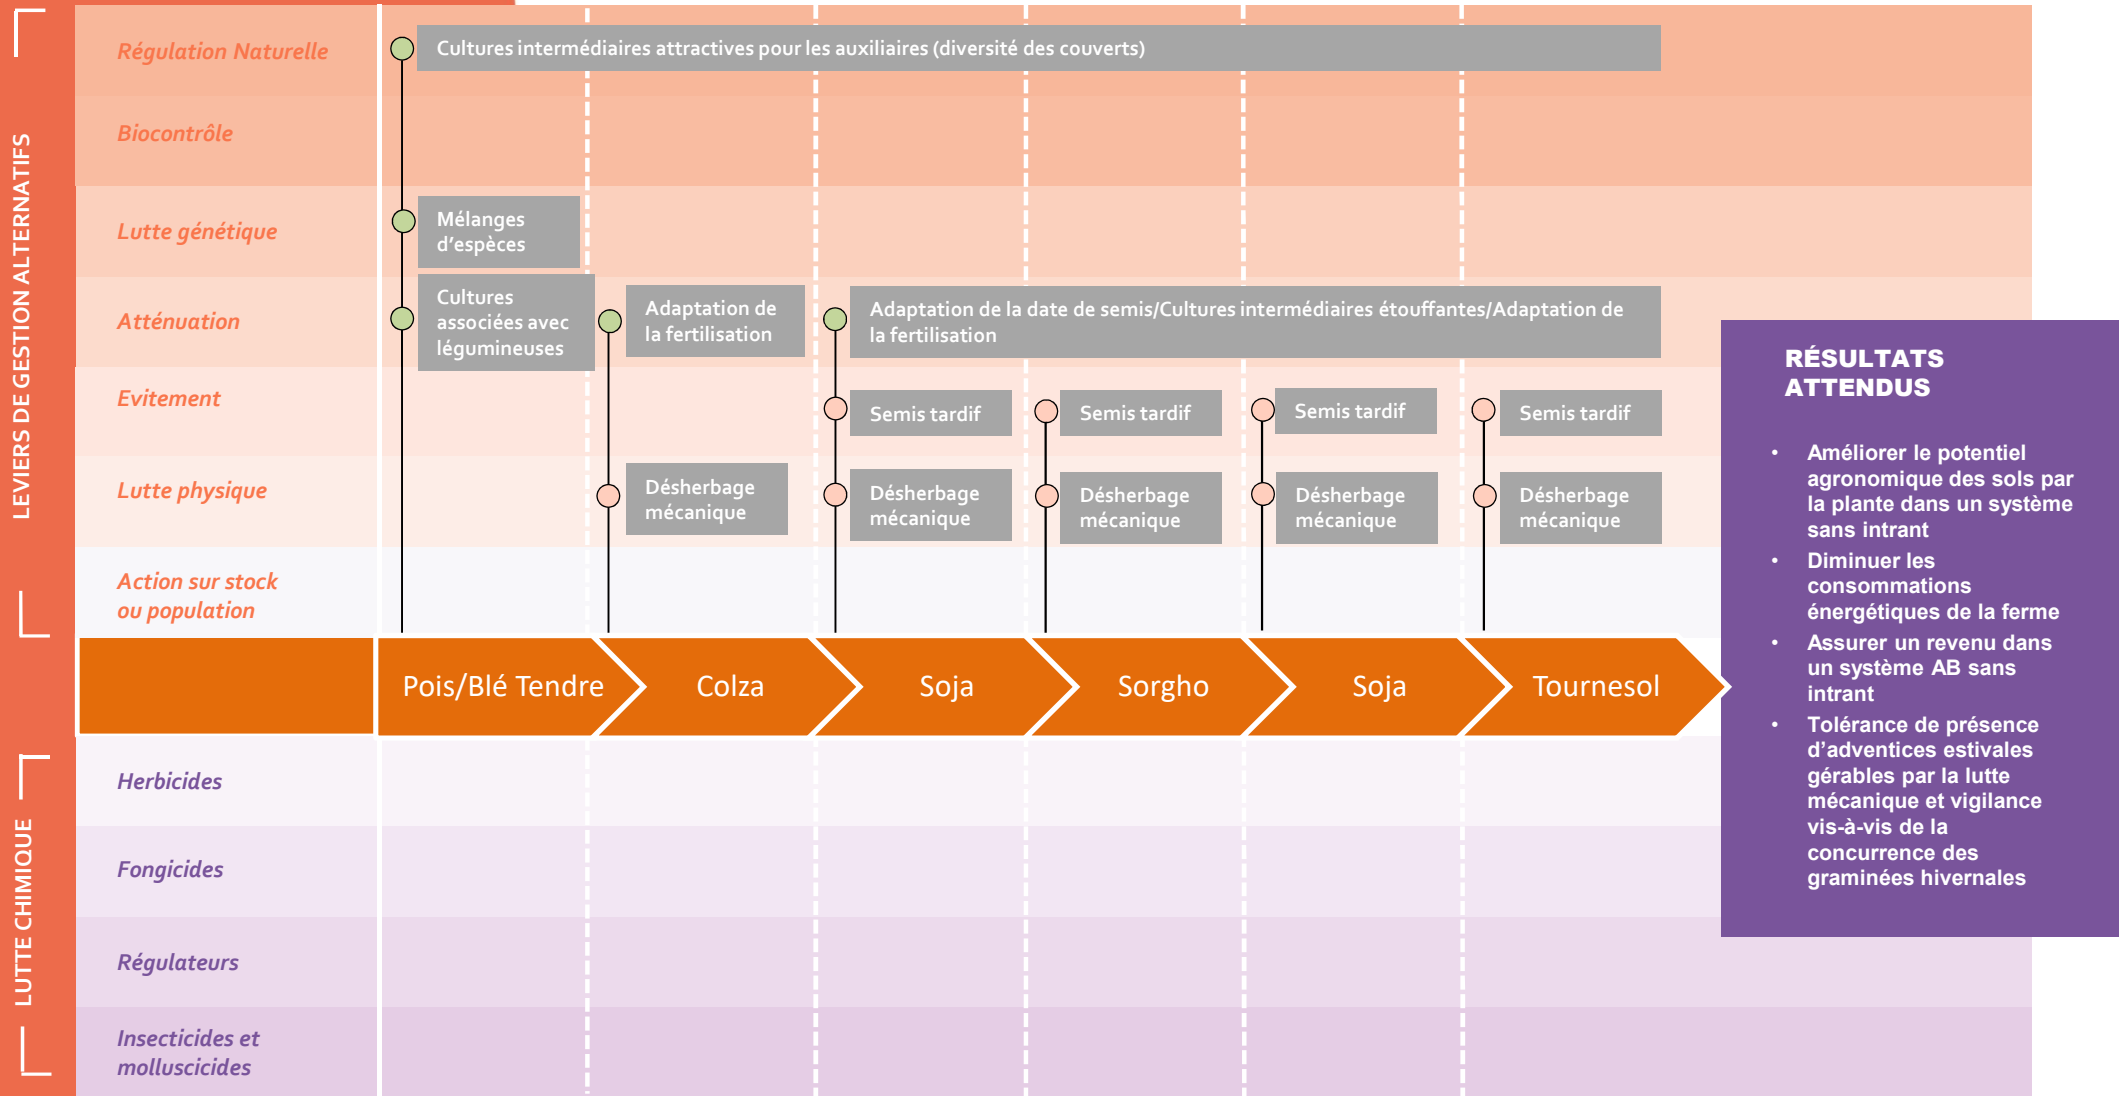 LEVIERS DE GESTION ALTERNATIFS
Régulation Naturelle
Cultures intermédiaires attractives pour les auxiliaires (diversité des couverts)
Biocontrôle
Lutte génétique
Mélanges
d'espèces
Atténuation
Cultures
associées avec
légumineuses
Adaptation de
la fertilisation
Adaptation de la date de semis/Cultures intermédiaires étouffantes/Adaptation de
la fertilisation
Evitement
Semis tardif
Semis tardif
Semis tardif
Semis tardif
Lutte physique
Désherbage
mécanique
Désherbage
mécanique
Désherbage
mécanique
Désherbage
mécanique
Désherbage
mécanique
Action sur stock
ou population
Pois/Blé Tendre
Colza
Soja
Sorgho
Soja
Tournesol
LUTTE CHIMIQUE
Herbicides
Fongicides
Régulateurs
Insecticides et
molluscicides
RÉSULTATS
ATTENDUS
• Améliorer le potentiel
agronomique des sols par
la plante dans un système
sans intrant
• Diminuer les
consommations
énergétiques de la ferme
• Assurer un revenu dans
un système AB sans
intrant
• Tolérance de présence
d'adventices estivales
gérables par la lutte
mécanique et vigilance
vis-à-vis de la
concurrence des
graminées hivernales